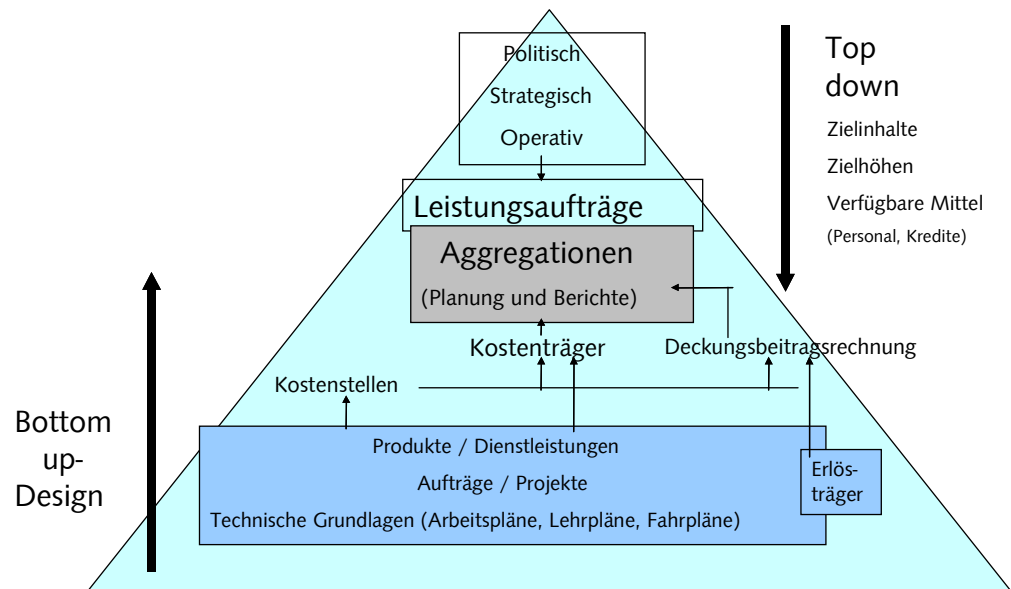 Politisch
Strategisch
Operativ
Top
down
Zielinhalte
Zielhöhen
Verfügbare Mittel
(Personal, Kredite)
Leistungsaufträge
Aggregationen
(Planung und Berichte)
Kostenträger
Deckungsbeitragsrechnung
Kostenstellen
Bottom
up-
Design
Produkte / Dienstleistungen
Aufträge / Projekte
Technische Grundlagen (Arbeitspläne, Lehrpläne, Fahrpläne)
Erlös-
träger